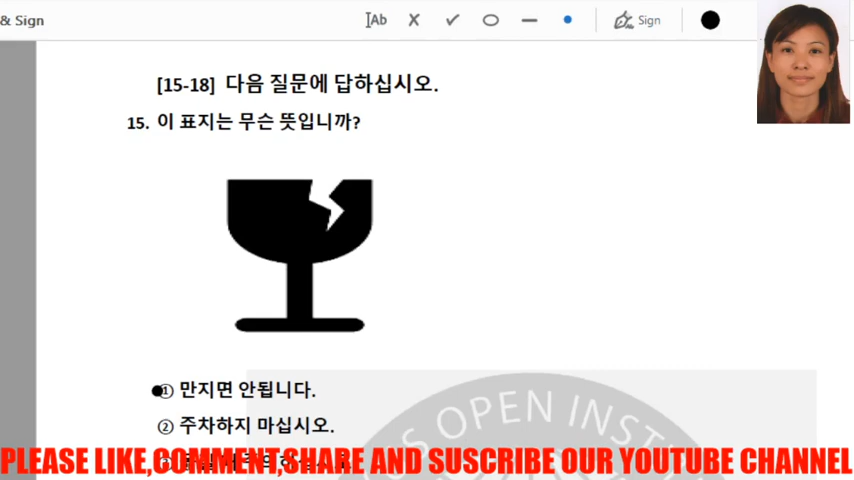 & Sign
Ab
Sign
[15-18] 다음 질문에 답하십시오.
15. 이 표지는 무슨 뜻입니까?
① 만지면 안됩니다.
② 주차하지 마십시오.
S OPEN INST
PLEASE LIKE,COMMENT,SHARE AND SUSCRIBE OUR YOUTUBE CHANNEL